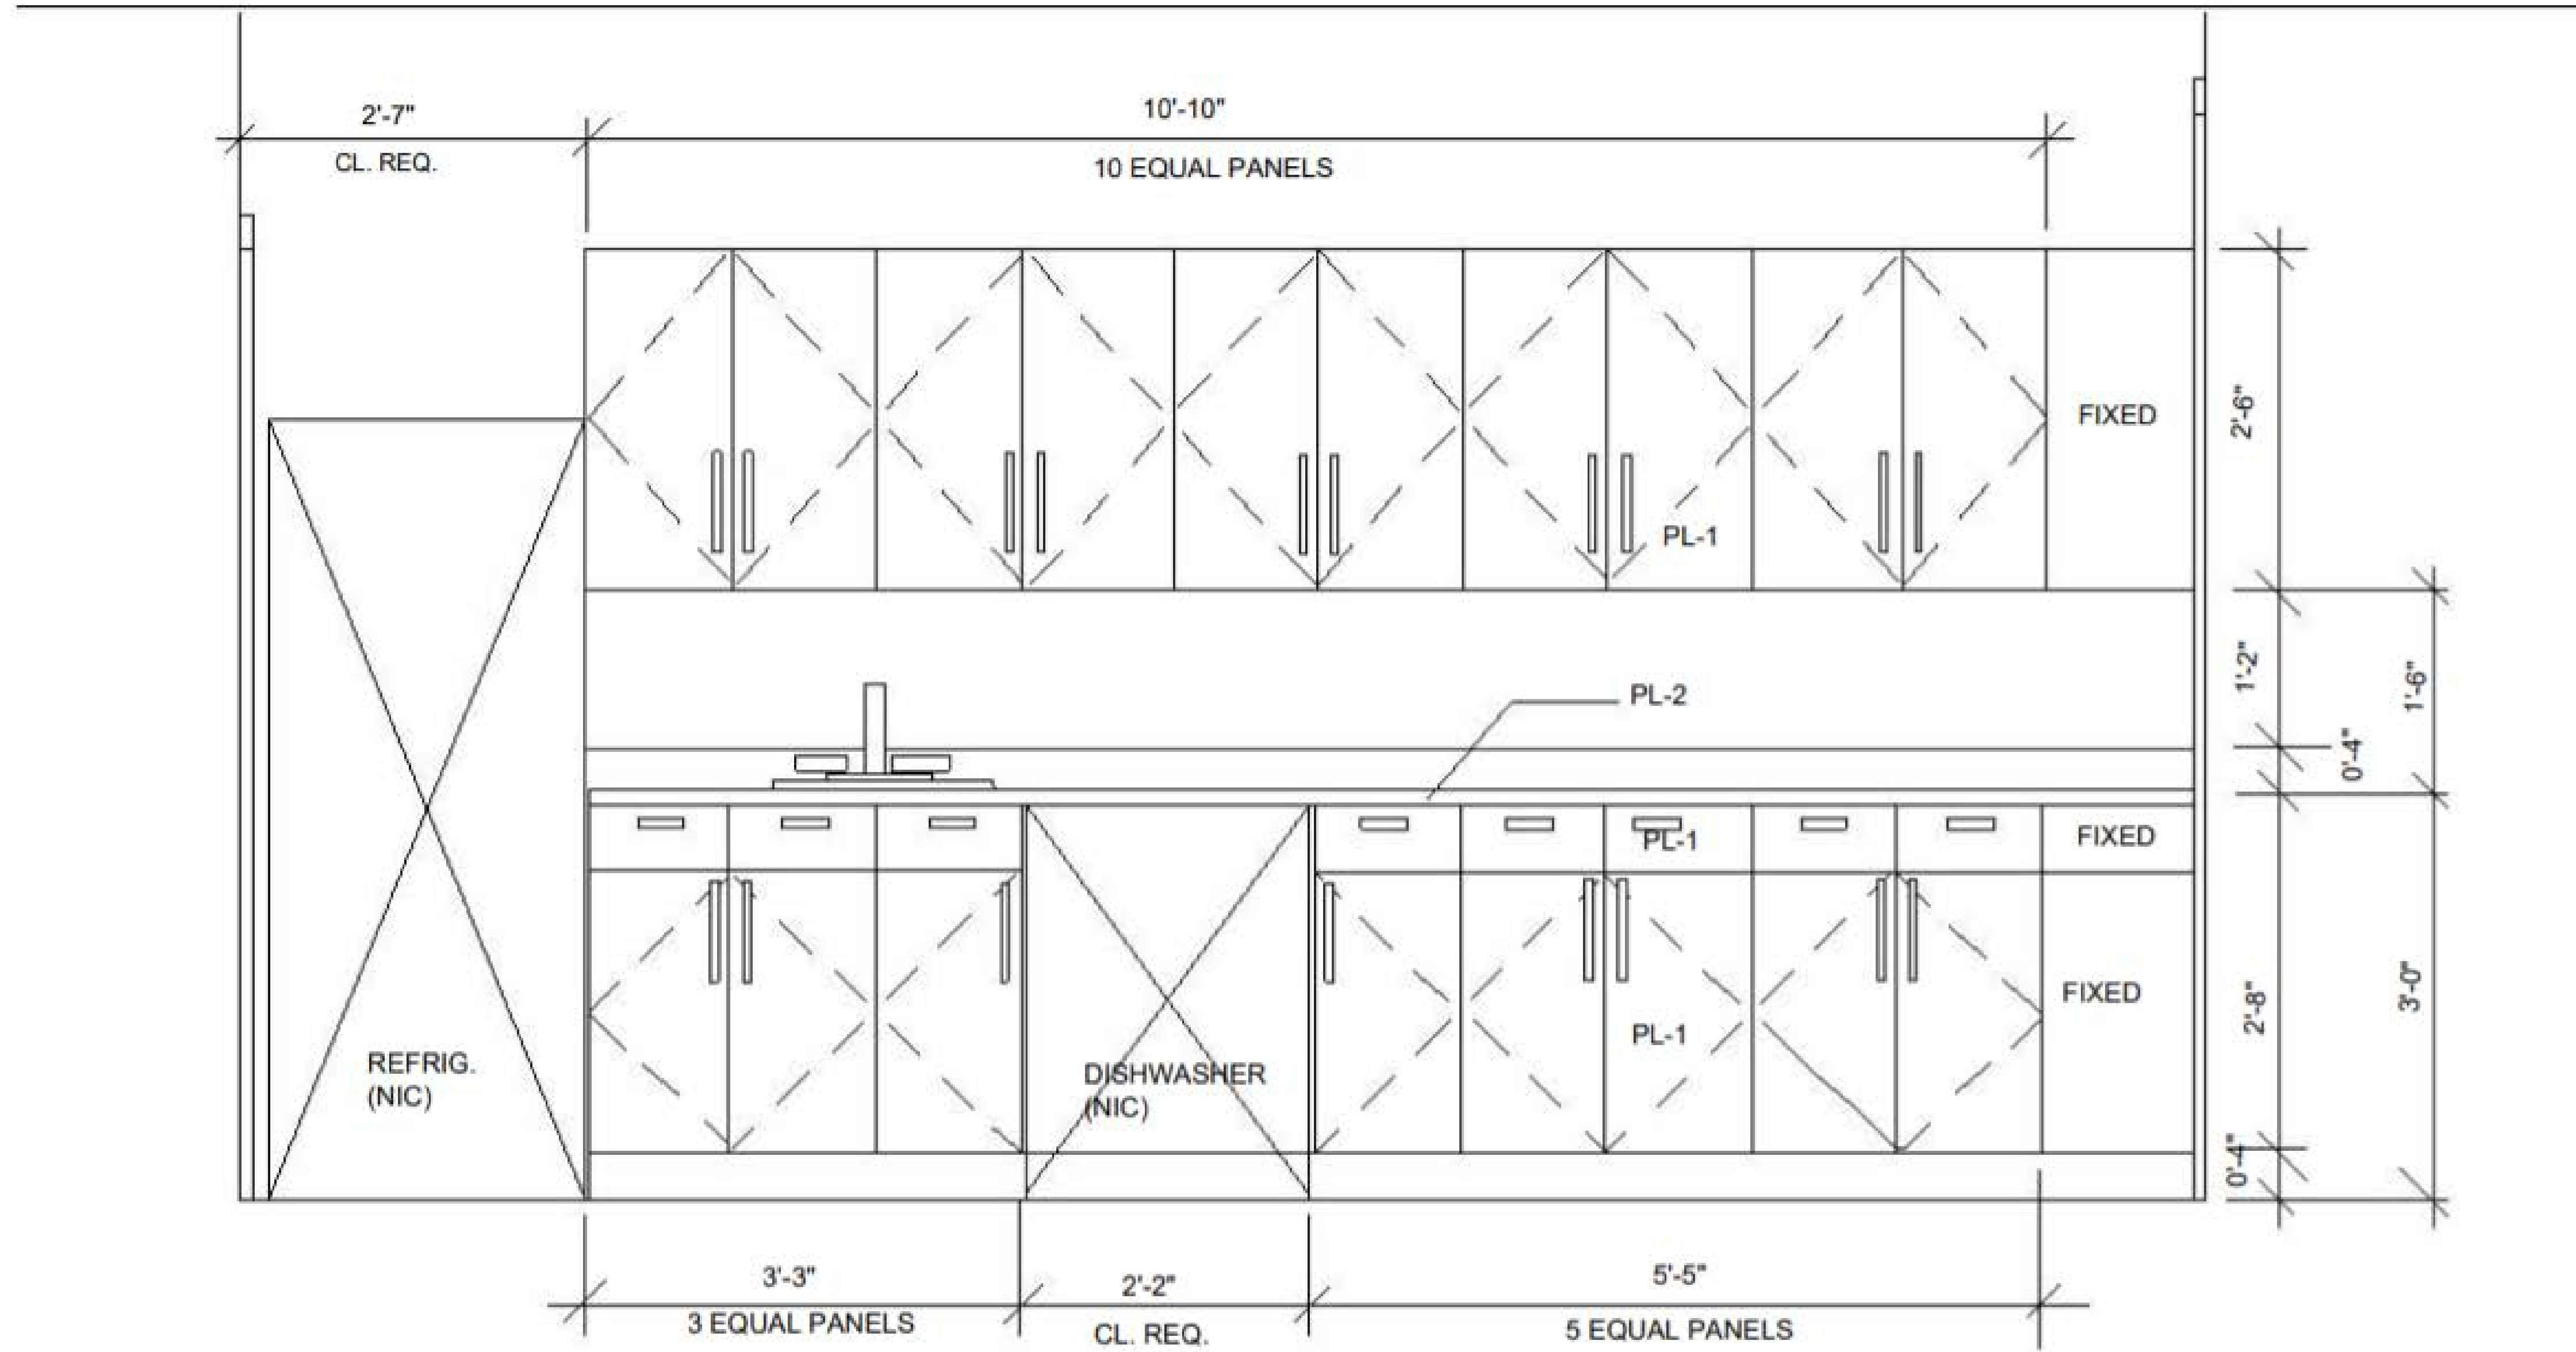 2'-7"
10'-10"
CL. REQ.
10 EQUAL PANELS
FIXED
2'-6"
PL-1
PL-2
1'-2"
1'-6"
0'-4"
PL-1
FIXED
FIXED
2'-8"
3'-0"
PL-1
REFRIG.
(NIC)
DISHWASHER
(NIC)
0'-4"
3'-3"
2'-2"
5'-5"
3 EQUAL PANELS
CL. REQ.
5 EQUAL PANELS